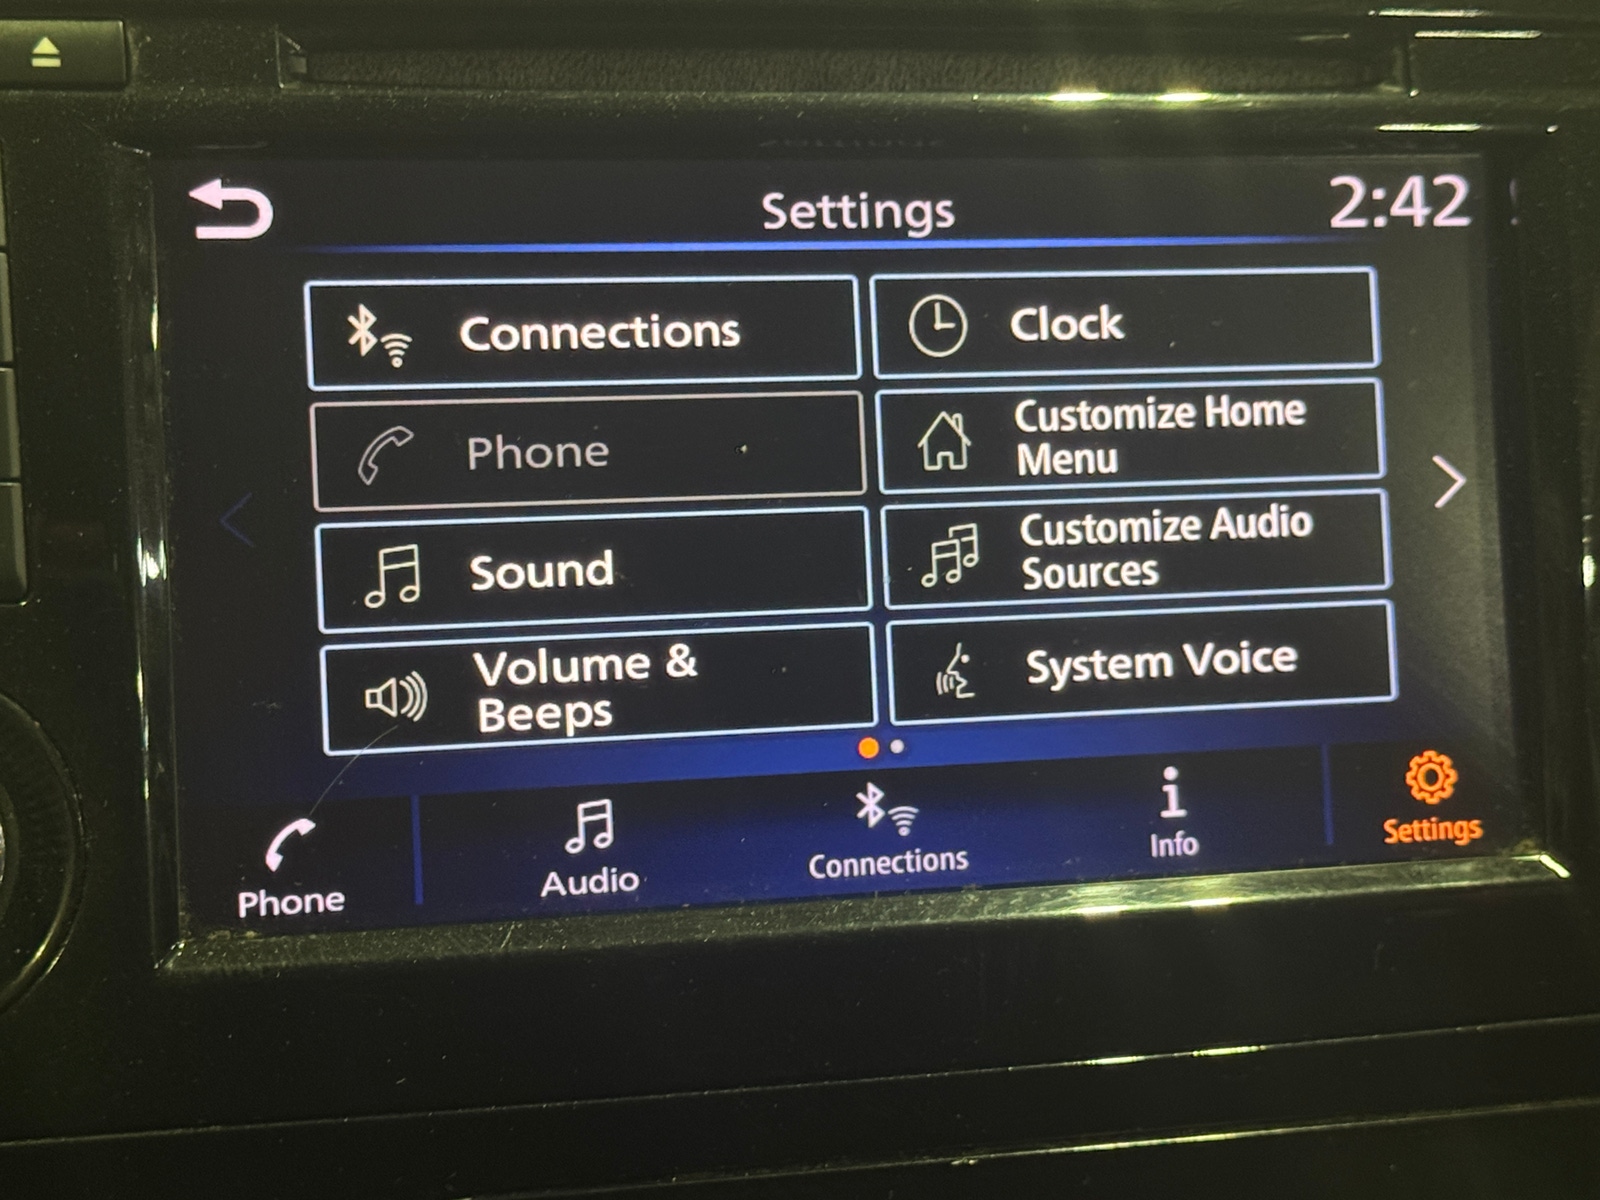 Settings
2:42
Connections
Clock
Phone
Customize Home
Menu
Sound
Customize Audio
Sources
Volume &
Beeps
System Voice
Phone
Audio
Connections
Info
Settings